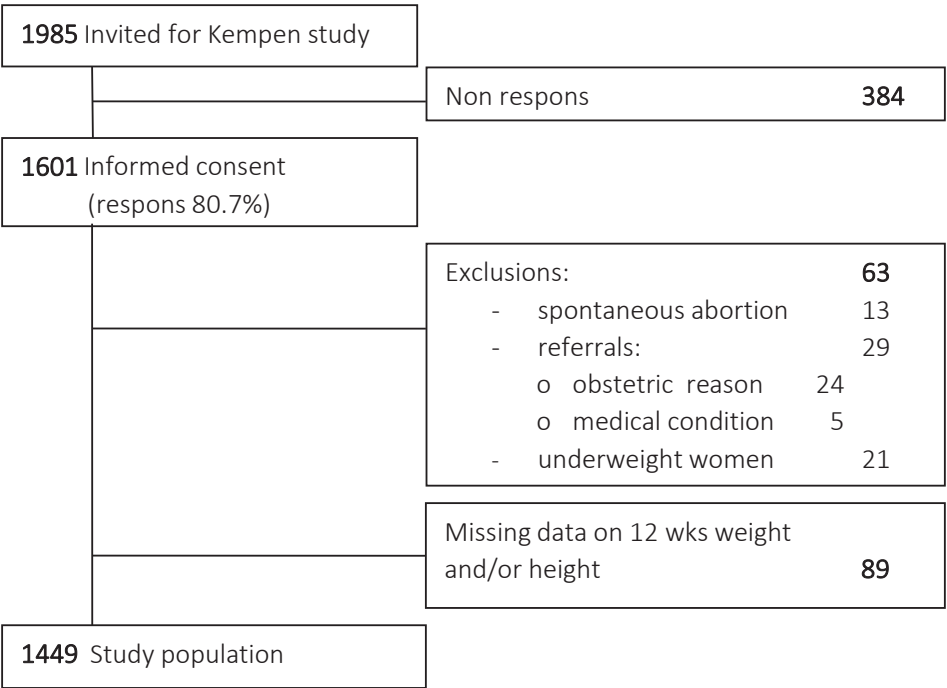 1985 Invited for Kempen study
Non respons 384
1601 Informed consent
(respons 80.7%)
Exclusions: 63
- spontaneous abortion 13
- referrals: 29
o obstetric reason 24
o medical condition 5
- underweight women 21
Missing data on 12 wks weight
and/or height 89
1449 Study population